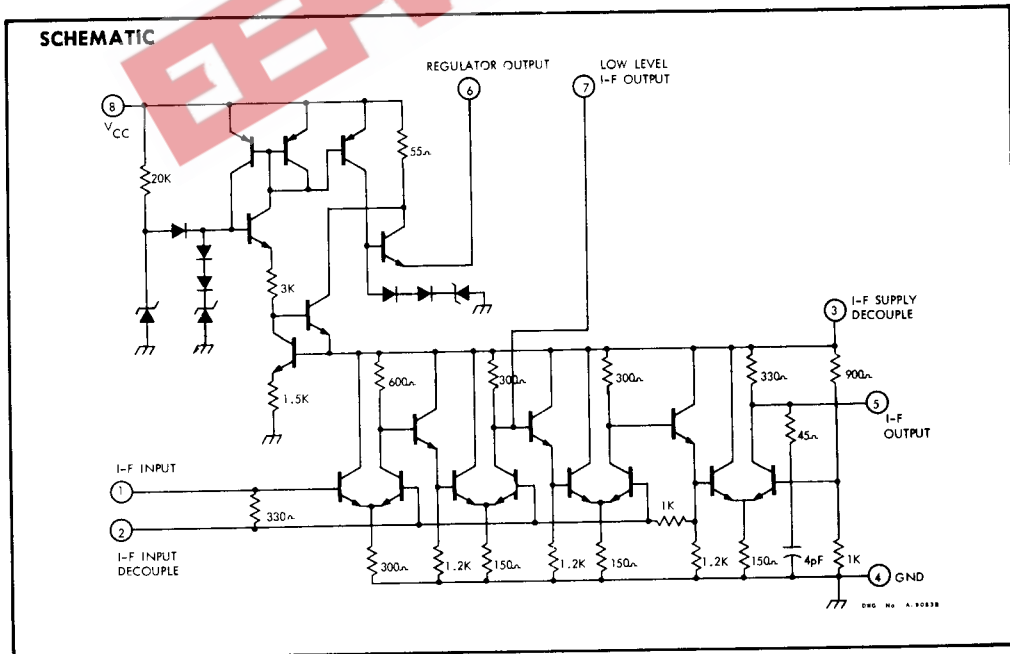 SCHEMATIC
REGULATOR OUTPUT
6
LOW LEVEL
I-F OUTPUT
7
8
VCC
55Ω
20K
3K
1.5K
I-F SUPPLY
DECOUPLE
3
600Ω
300Ω
300Ω
330Ω
900Ω
5
I-F
OUTPUT
45Ω
I-F INPUT
1
330Ω
2
I-F INPUT
DECOUPLE
1K
300Ω
1.2K
150Ω
1.2K
150Ω
1.2K
150Ω
4pF
1K
4
GND